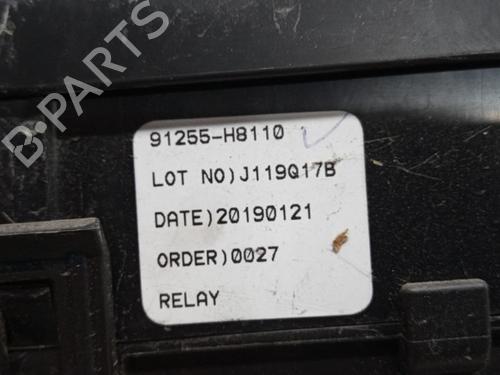 B-PARTS
91255-H8110
LOT NO)J119Q17B
DATE)20190121
ORDER)0027
RELAY